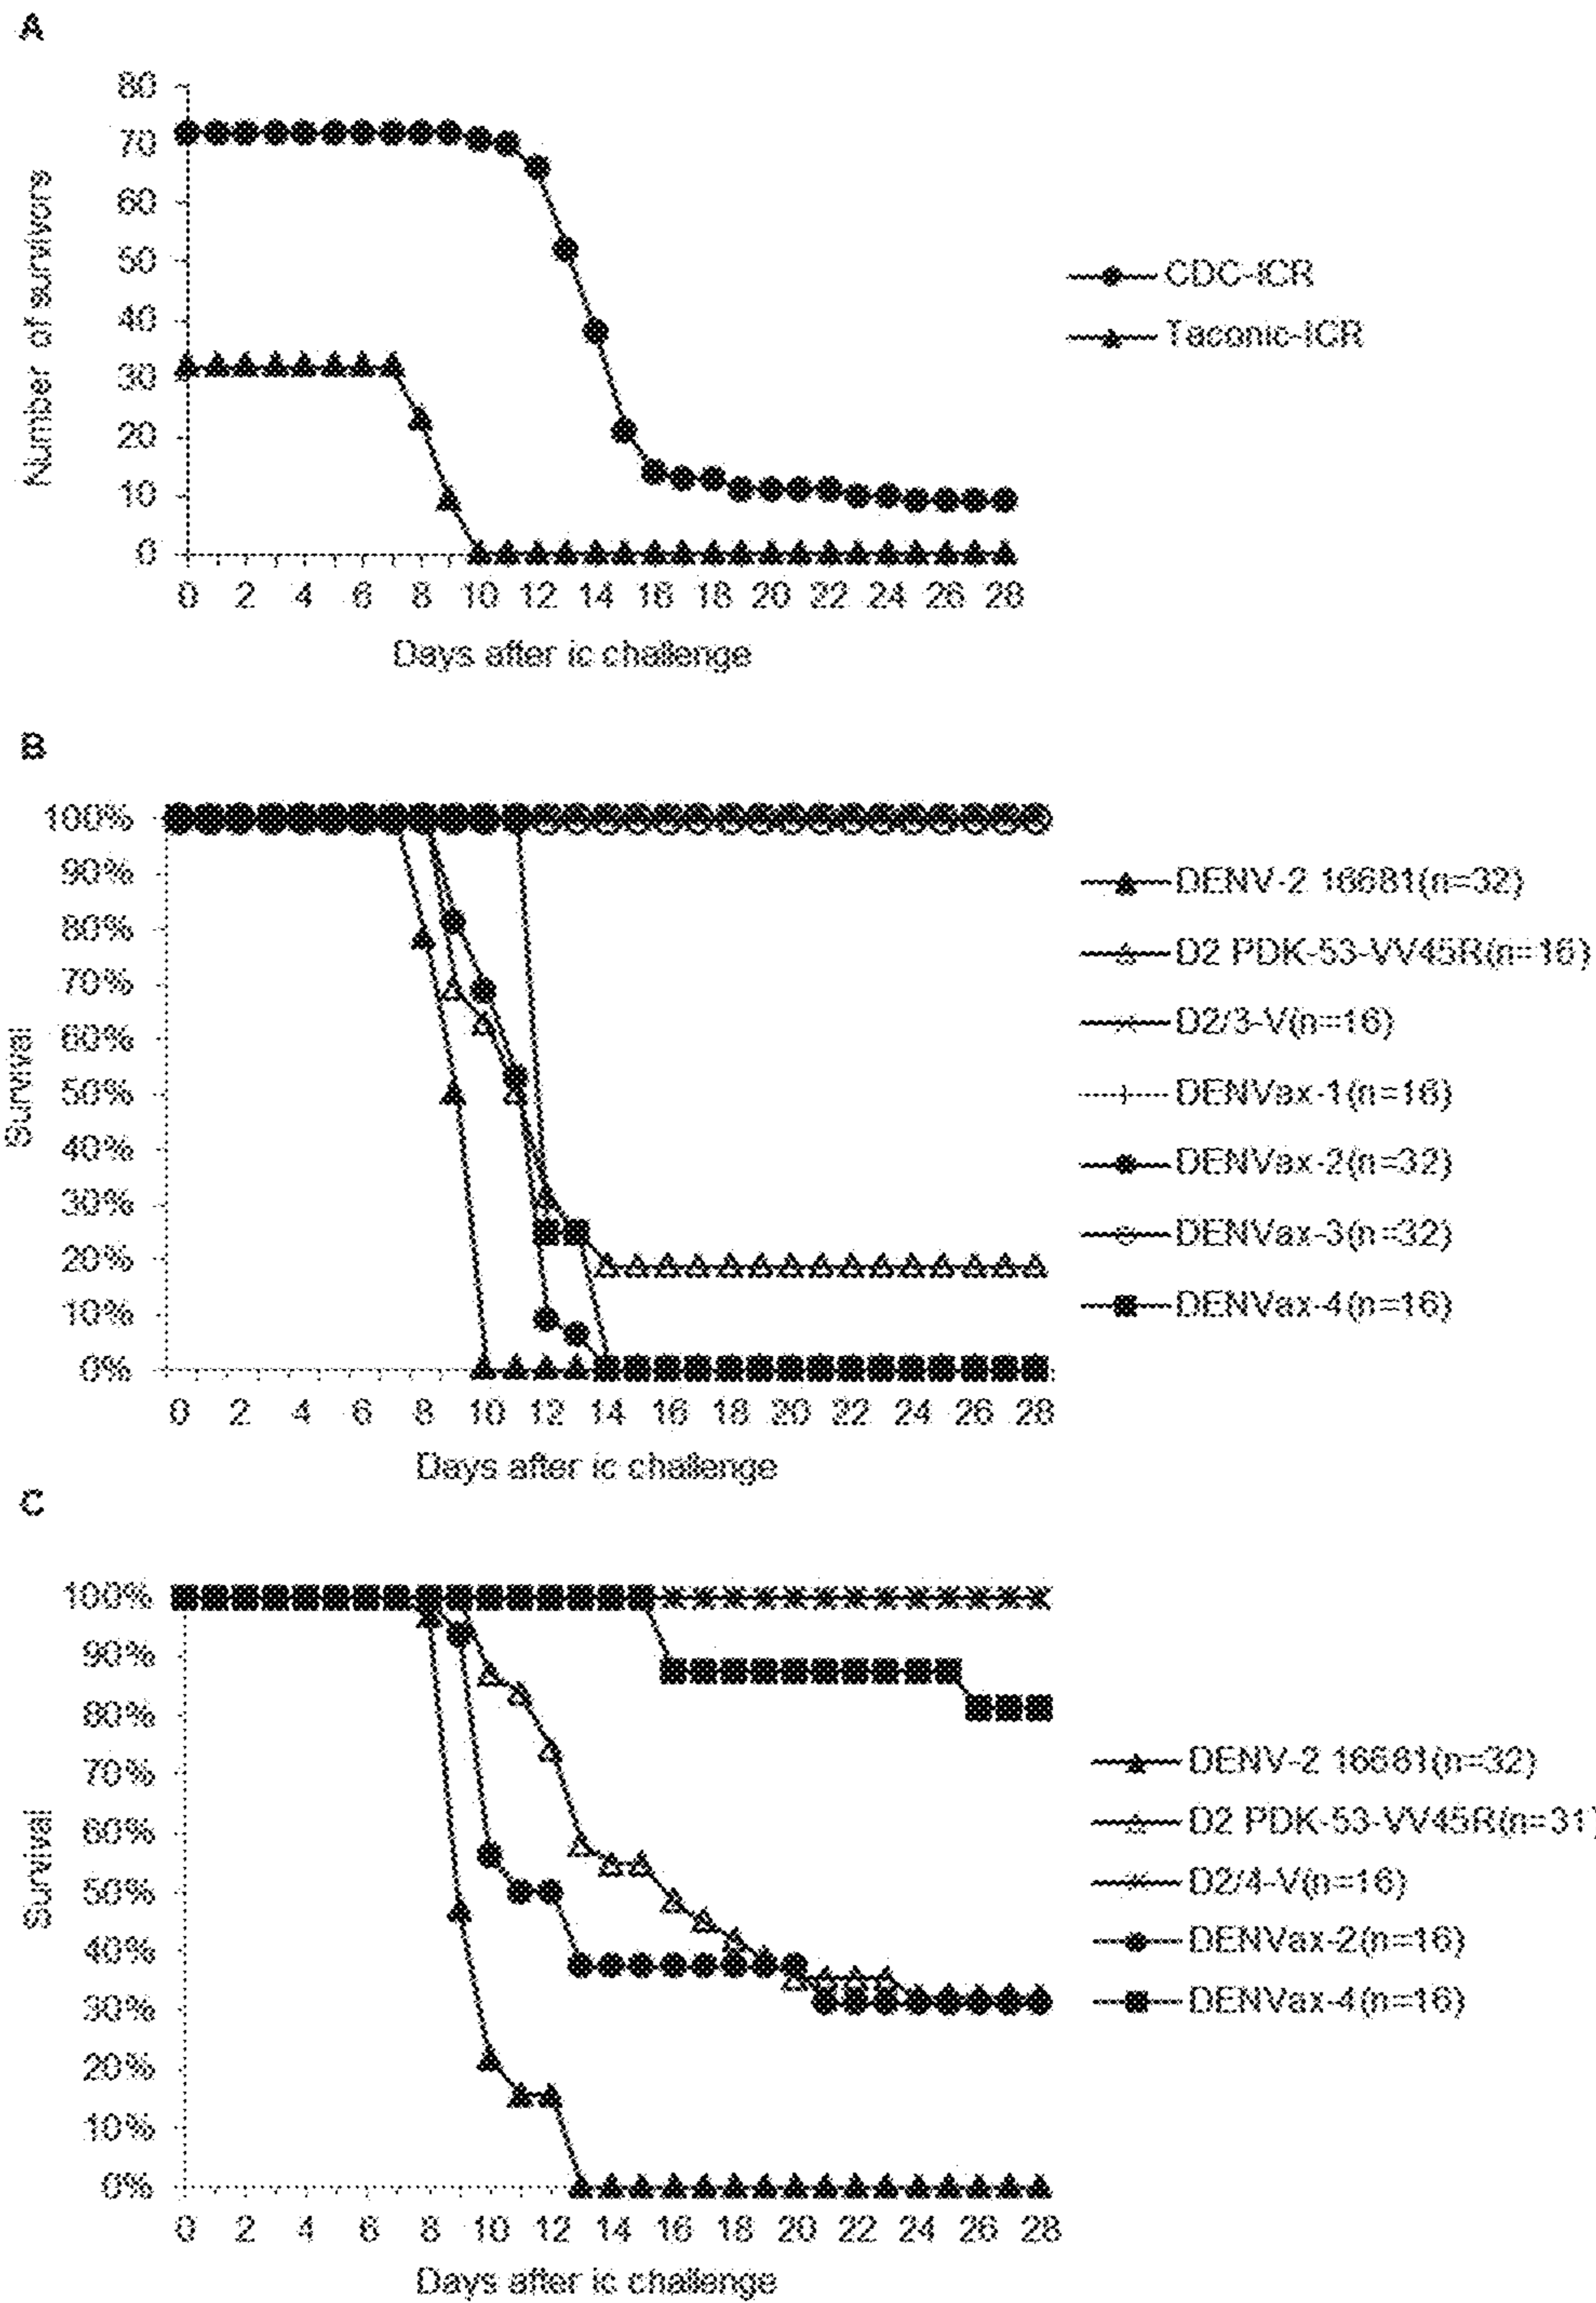 A
80
70
60
50
40
30
20
10
0
Number of survivors
0 2 4 6 8 10 12 14 16 18 20 22 24 26 28
Days after ic challenge
CDC-ICR
Taconic-ICR
B
100%
90%
80%
70%
60%
50%
40%
30%
20%
10%
0%
Survival
0 2 4 6 8 10 12 14 16 18 20 22 24 26 28
Days after ic challenge
DENV-2 16681(n=32)
D2 PDK-53-VV45R(n=16)
D2/3-V(n=16)
DENVax-1(n=16)
DENVax-2(n=32)
DENVax-3(n=32)
DENVax-4(n=16)
C
100%
90%
80%
70%
60%
50%
40%
30%
20%
10%
0%
Survival
0 2 4 6 8 10 12 14 16 18 20 22 24 26 28
Days after ic challenge
DENV-2 16681(n=32)
D2 PDK-53-VV45R(n=31)
D2/4-V(n=16)
DENVax-2(n=16)
DENVax-4(n=16)